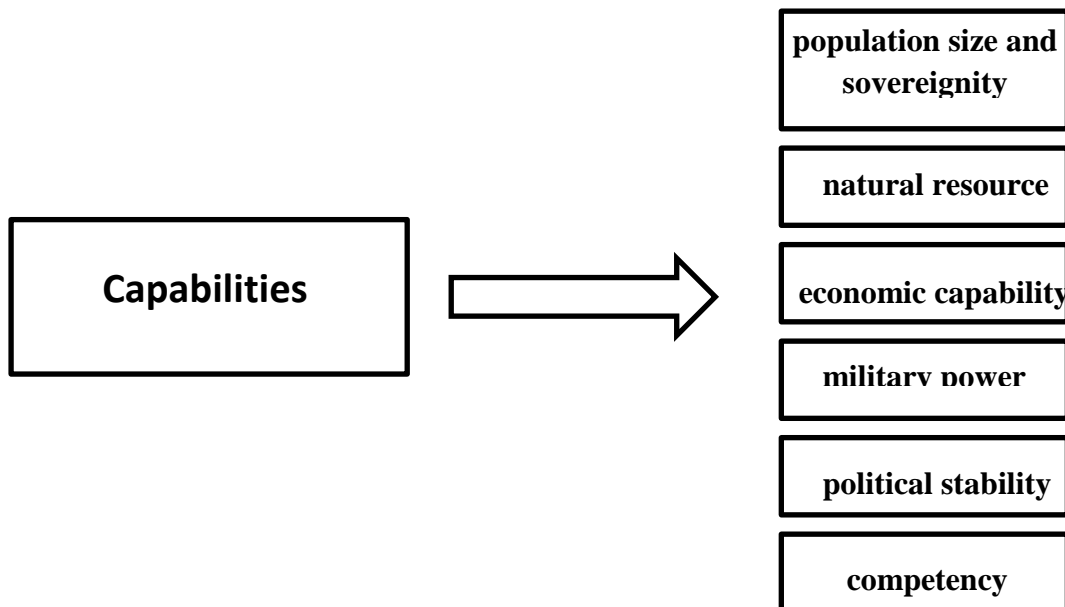 population size and
sovereignity
natural resource
Capabilities
economic capability
military power
political stability
competency